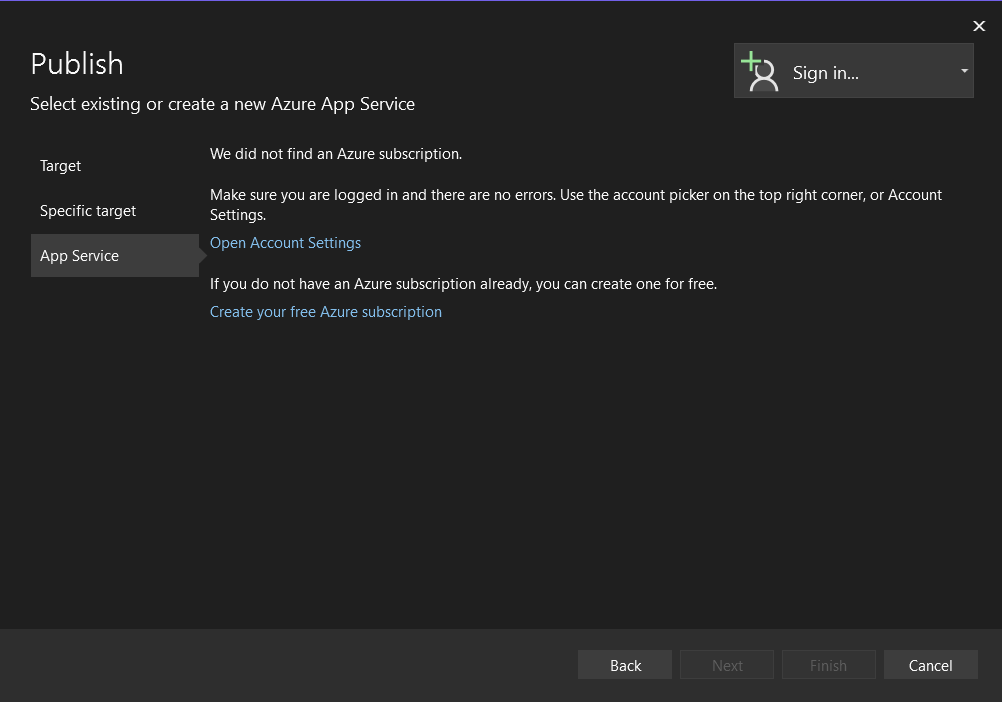 Publish
Sign in...
Select existing or create a new Azure App Service
Target
Specific target
App Service
We did not find an Azure subscription.
Make sure you are logged in and there are no errors. Use the account picker on the top right corner, or Account
Settings.
Open Account Settings
If you do not have an Azure subscription already, you can create one for free.
Create your free Azure subscription
Back
Next
Finish
Cancel